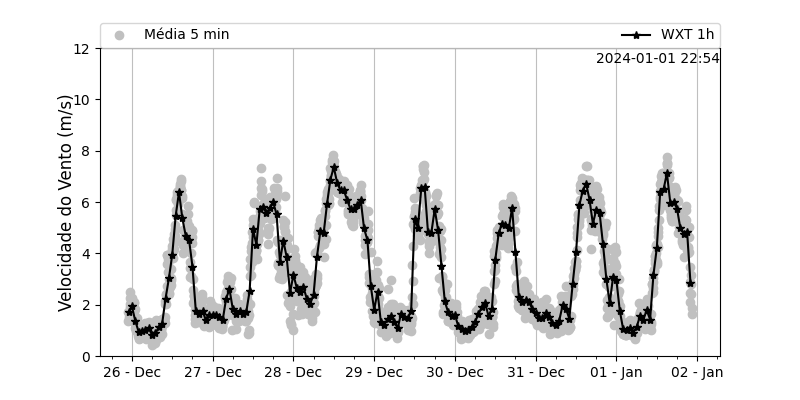 Média 5 min
WXT 1h
2024-01-01 22:54
Velocidade do Vento (m/s)
12
10
8
6
4
2
0
26 - Dec
27 - Dec
28 - Dec
29 - Dec
30 - Dec
31 - Dec
01 - Jan
02 - Jan